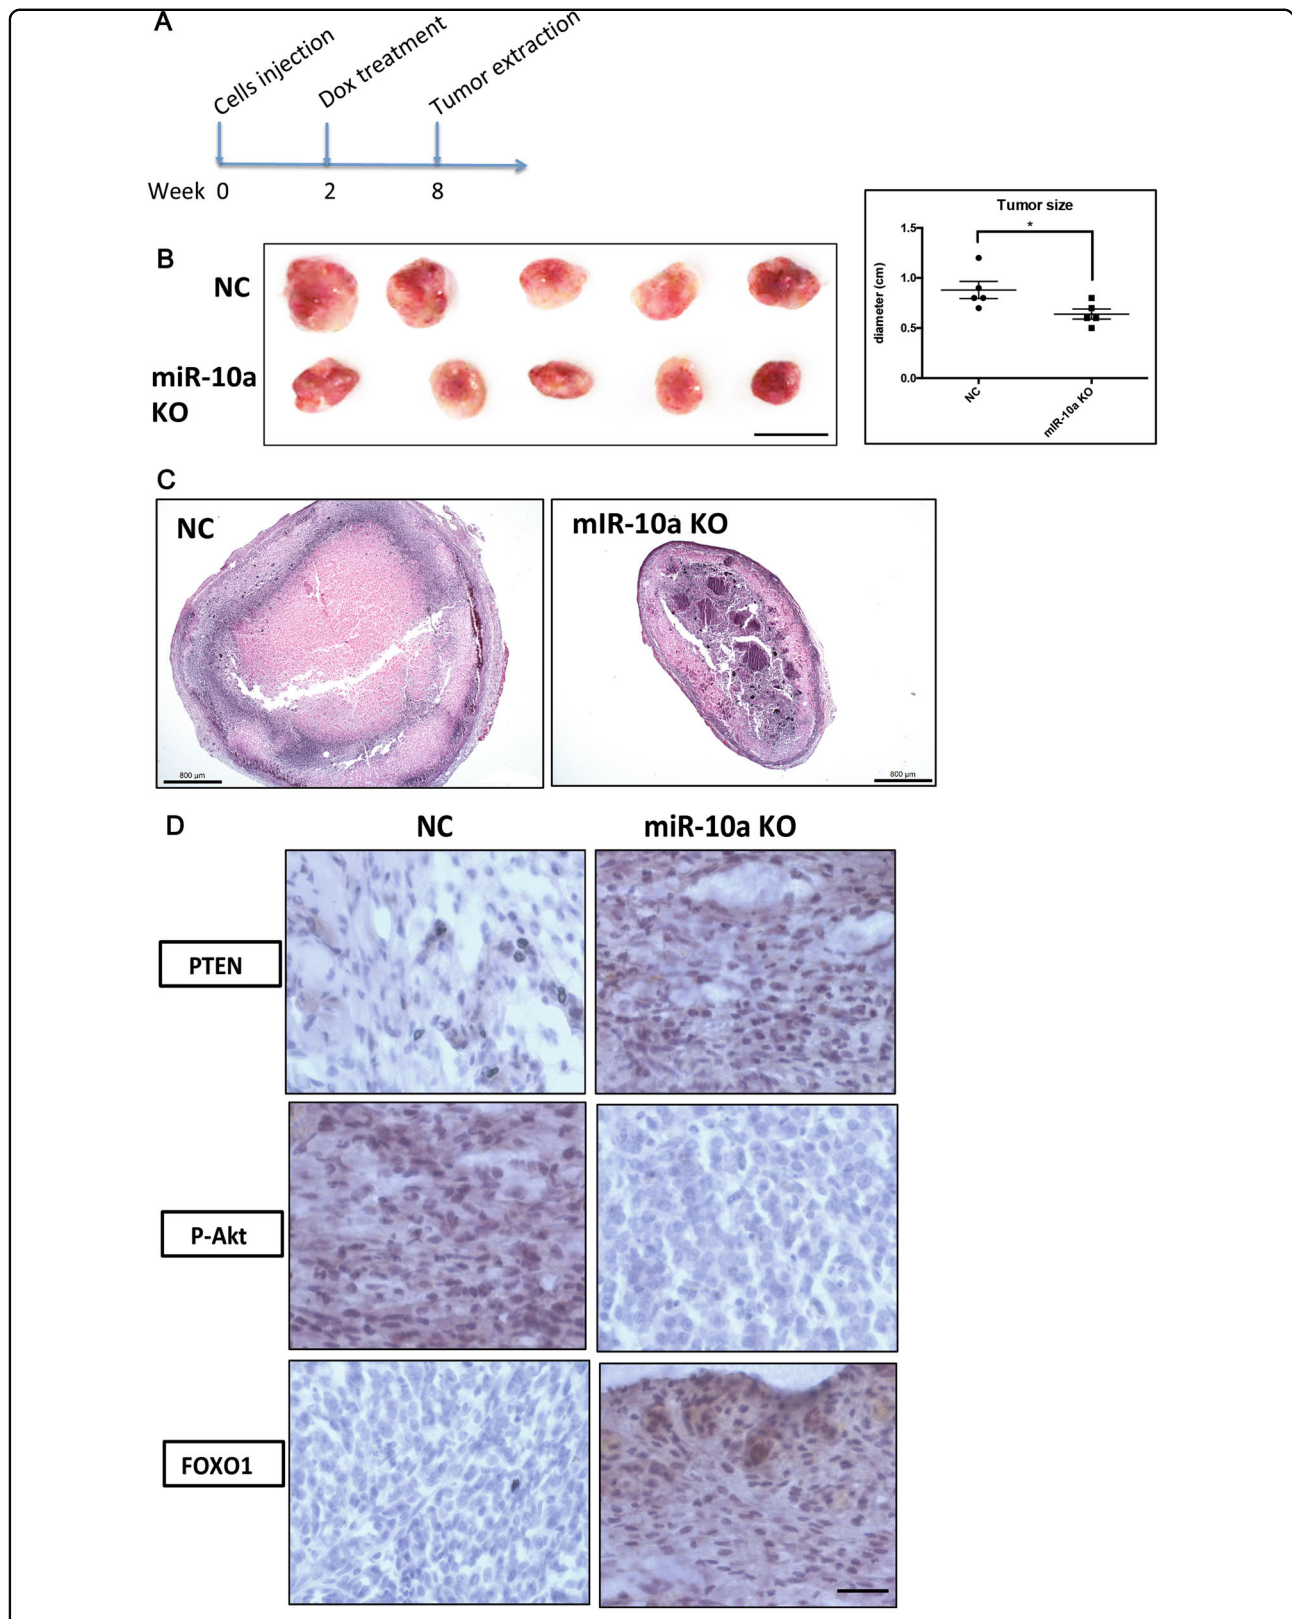 A
Cells injection
Dox treatment
Tumor extraction
Week 0 2 8
B
NC
miR-10a
KO
Tumor size
*
diameter (cm)
1.5
1.0
0.5
0.0
NC
mIR-10a KO
C
NC
800 µm
mIR-10a KO
800 µm
D
NC
miR-10a KO
PTEN
P-Akt
FOXO1